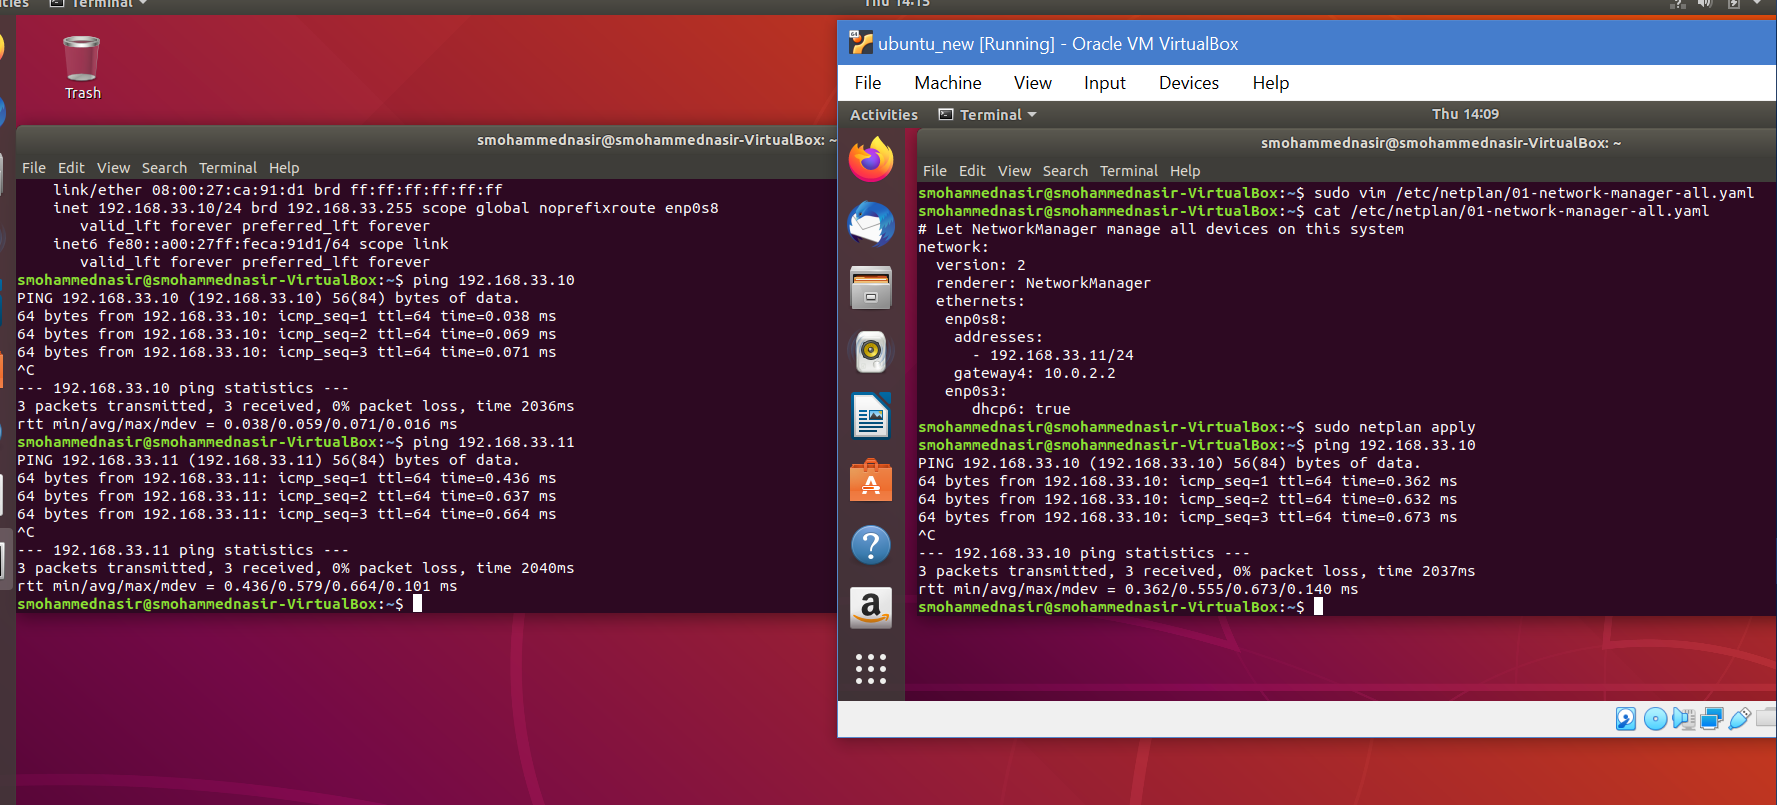 Terminal
Thu 14:15
Trash
smohammednasir@smohammednasir-VirtualBox: ~
File Edit View Search Terminal Help
    link/ether 08:00:27:ca:91:d1 brd ff:ff:ff:ff:ff:ff
    inet 192.168.33.10/24 brd 192.168.33.255 scope global noprefixroute enp0s8
       valid_lft forever preferred_lft forever
    inet6 fe80::a00:27ff:feca:91d1/64 scope link
       valid_lft forever preferred_lft forever
smohammednasir@smohammednasir-VirtualBox:~$ ping 192.168.33.10
PING 192.168.33.10 (192.168.33.10) 56(84) bytes of data.
64 bytes from 192.168.33.10: icmp_seq=1 ttl=64 time=0.038 ms
64 bytes from 192.168.33.10: icmp_seq=2 ttl=64 time=0.069 ms
64 bytes from 192.168.33.10: icmp_seq=3 ttl=64 time=0.071 ms
^C
--- 192.168.33.10 ping statistics ---
3 packets transmitted, 3 received, 0% packet loss, time 2036ms
rtt min/avg/max/mdev = 0.038/0.059/0.071/0.016 ms
smohammednasir@smohammednasir-VirtualBox:~$ ping 192.168.33.11
PING 192.168.33.11 (192.168.33.11) 56(84) bytes of data.
64 bytes from 192.168.33.11: icmp_seq=1 ttl=64 time=0.436 ms
64 bytes from 192.168.33.11: icmp_seq=2 ttl=64 time=0.637 ms
64 bytes from 192.168.33.11: icmp_seq=3 ttl=64 time=0.664 ms
^C
--- 192.168.33.11 ping statistics ---
3 packets transmitted, 3 received, 0% packet loss, time 2040ms
rtt min/avg/max/mdev = 0.436/0.579/0.664/0.101 ms
smohammednasir@smohammednasir-VirtualBox:~$
ubuntu_new [Running] - Oracle VM VirtualBox
File Machine View Input Devices Help
Activities Terminal Thu 14:09
smohammednasir@smohammednasir-VirtualBox: ~
File Edit View Search Terminal Help
smohammednasir@smohammednasir-VirtualBox:~$ sudo vim /etc/netplan/01-network-manager-all.yaml
smohammednasir@smohammednasir-VirtualBox:~$ cat /etc/netplan/01-network-manager-all.yaml
# Let NetworkManager manage all devices on this system
network:
  version: 2
  renderer: NetworkManager
  ethernets:
   enp0s8:
    addresses:
      - 192.168.33.11/24
    gateway4: 10.0.2.2
   enp0s3:
      dhcp6: true
smohammednasir@smohammednasir-VirtualBox:~$ sudo netplan apply
smohammednasir@smohammednasir-VirtualBox:~$ ping 192.168.33.10
PING 192.168.33.10 (192.168.33.10) 56(84) bytes of data.
64 bytes from 192.168.33.10: icmp_seq=1 ttl=64 time=0.362 ms
64 bytes from 192.168.33.10: icmp_seq=2 ttl=64 time=0.632 ms
64 bytes from 192.168.33.10: icmp_seq=3 ttl=64 time=0.673 ms
^C
--- 192.168.33.10 ping statistics ---
3 packets transmitted, 3 received, 0% packet loss, time 2037ms
rtt min/avg/max/mdev = 0.362/0.555/0.673/0.140 ms
smohammednasir@smohammednasir-VirtualBox:~$